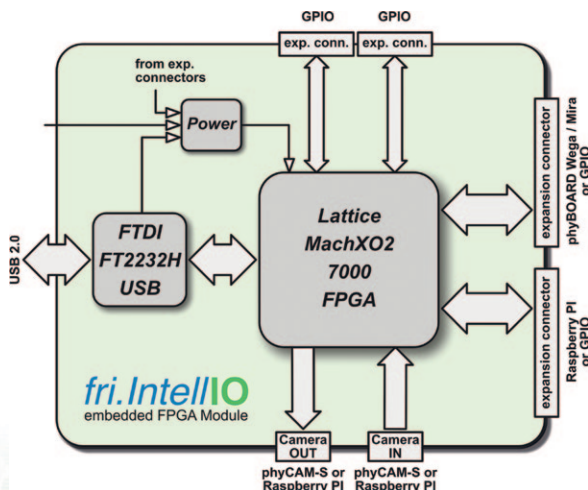 GPIO
GPIO
exp. conn.
exp. conn.
from exp.
connectors
Power
Lattice
MachXO2
7000
FPGA
FTDI
FT2232H
USB
USB 2.0
expansion connector
phyBOARD Wega / Mira
or GPIO
expansion connector
Raspberry PI
or GPIO
fri.IntellIO
embedded FPGA Module
Camera
OUT
Camera
IN
phyCAM-S or
Raspberry PI
phyCAM-S or
Raspberry PI